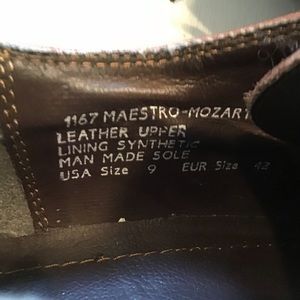 1167 MAESTRO-MOZART
LEATHER UPPER
LINING SYNTHETIC
MAN MADE SOLE
USA Size 9 EUR Size 42